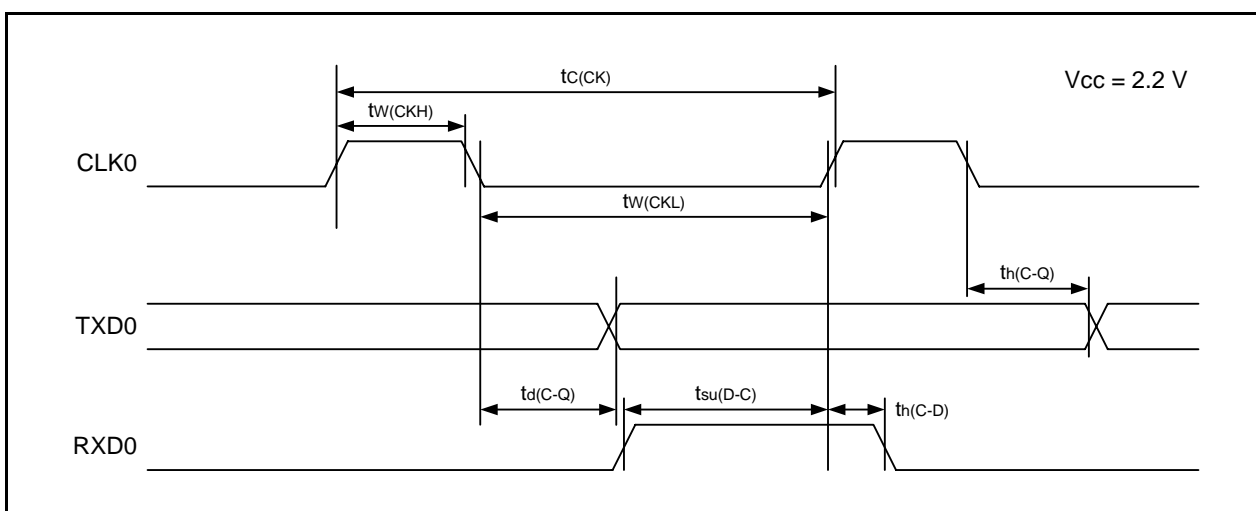 tC(CK)
Vcc = 2.2 V
tW(CKH)
CLK0
tW(CKL)
th(C-Q)
TXD0
td(C-Q)
tsu(D-C)
th(C-D)
RXD0